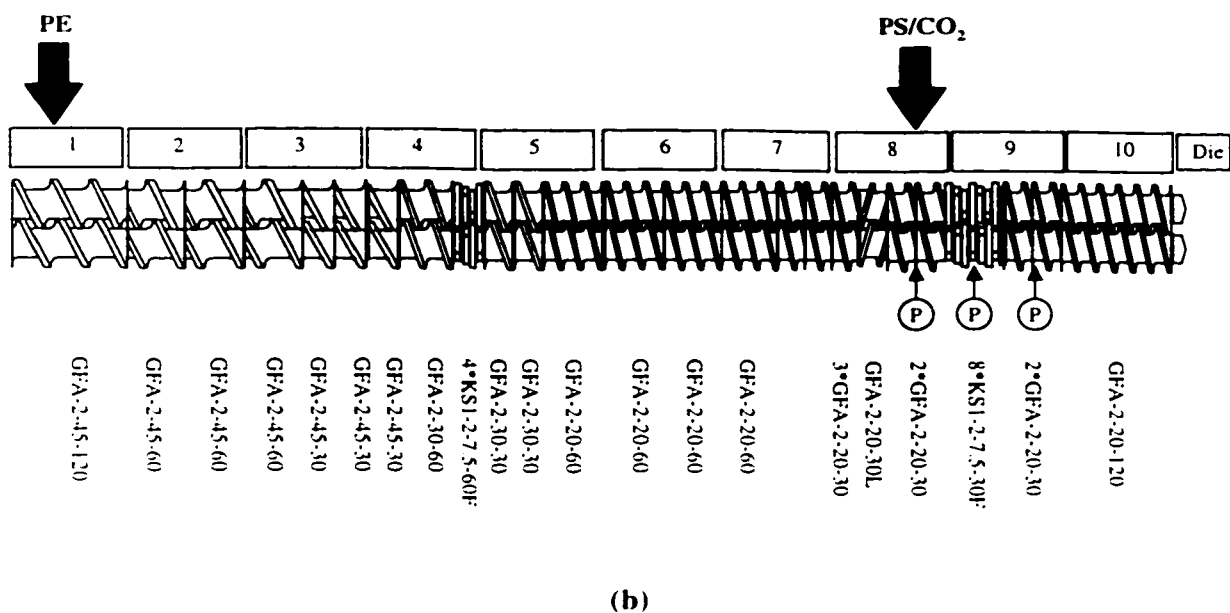 PE PS/CO₂
1 2 3 4 5 6 7 8 9 10 Die
P P P
GFA-2-45-120
GFA-2-45-60
GFA-2-45-60
GFA-2-45-60
GFA-2-45-30
GFA-2-45-30
GFA-2-45-30
GFA-2-30-60
4*KS1-2-7.5-60F
GFA-2-30-30
GFA-2-30-30
GFA-2-20-60
GFA-2-20-60
GFA-2-20-60
GFA-2-20-60
3*GFA-2-20-30
GFA-2-20-30L
2*GFA-2-20-30
8*KS1-2-7.5-30F
2*GFA-2-20-30
GFA-2-20-120
(b)